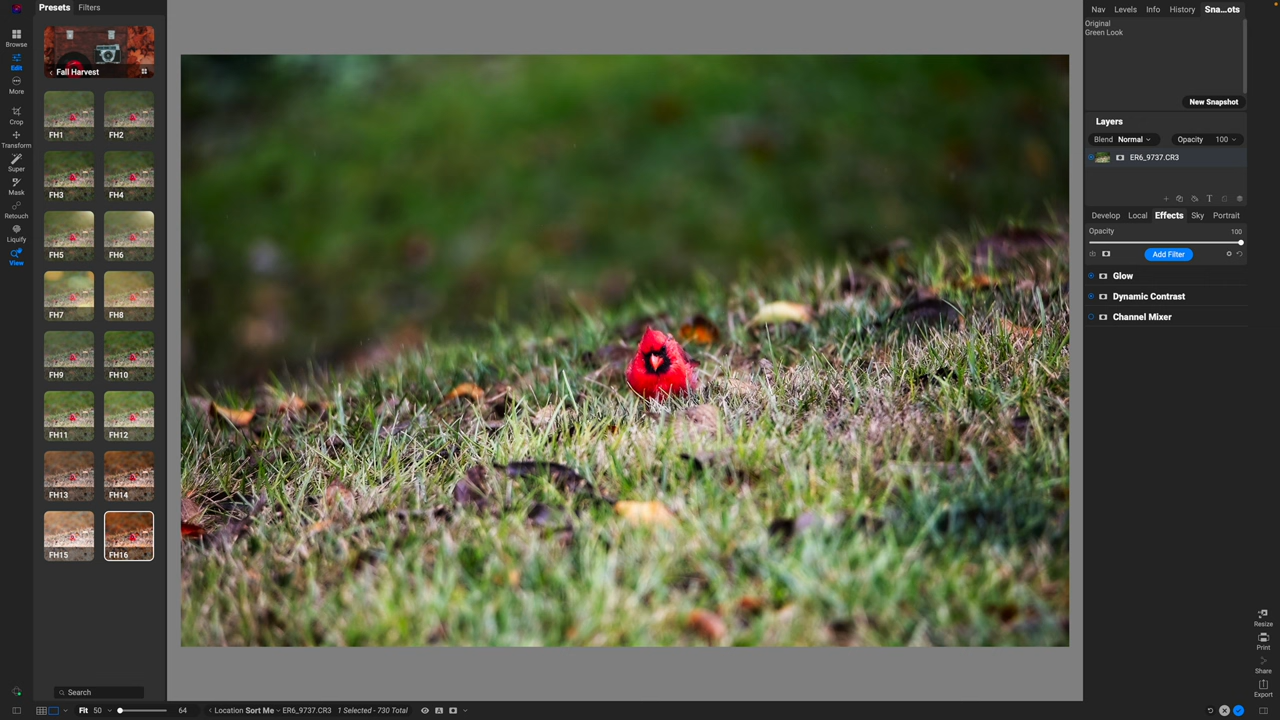 Presets Filters
Fall Harvest
FH1 FH2
FH3 FH4
FH5 FH6
FH7 FH8
FH9 FH10
FH11 FH12
FH13 FH14
FH15 FH16
Search
Browse
Edit
More
Crop
Transform
Super
Mask
Retouch
Liquify
View
Fit 50 64
Location Sort Me ER6_9737.CR3 1 Selected - 730 Total
A
Nav Levels Info History Sna...ots
Original
Green Look
New Snapshot
Layers
Blend Normal Opacity 100
ER6_9737.CR3
T
Develop Local Effects Sky Portrait
Opacity 100
Add Filter
Glow
Dynamic Contrast
Channel Mixer
Resize
Print
Share
Export